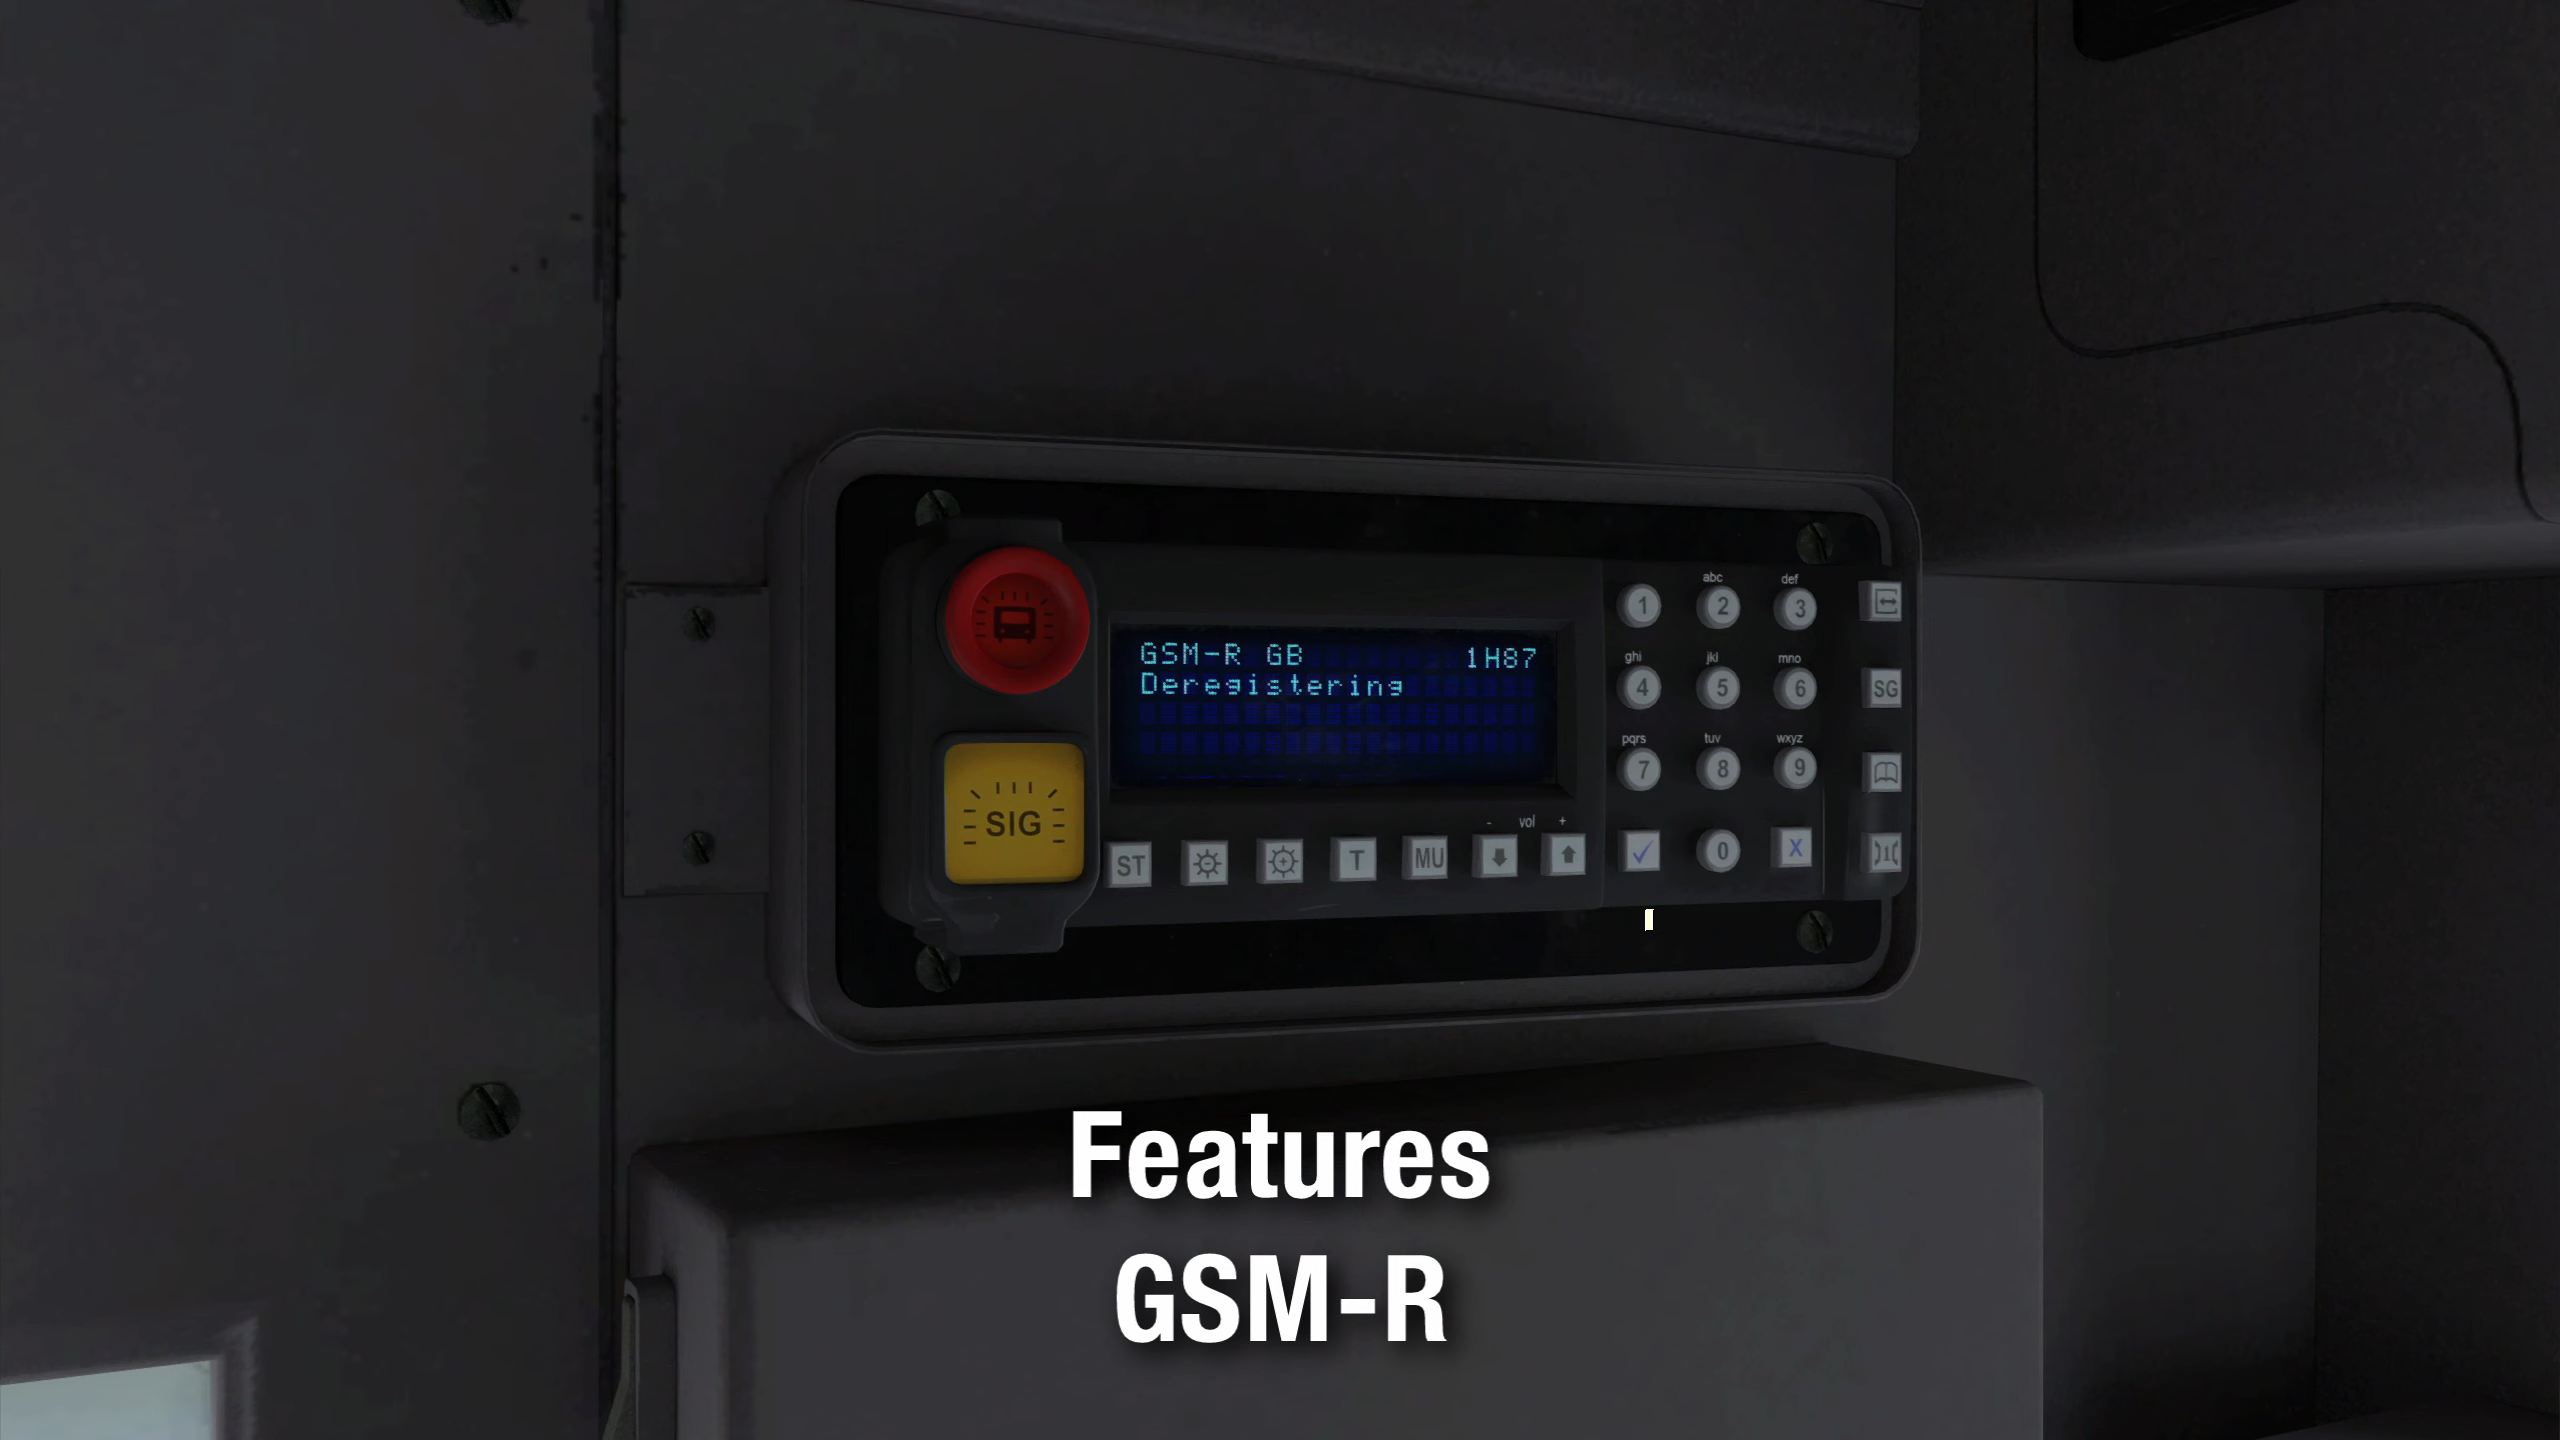 GSM-R GB 1H87
Deregistering
SIG
ST T MU - vol +
1 abc 2 def 3
ghi 4 jkl 5 mno 6
pqrs 7 tuv 8 wxyz 9
0 X
SG
1
Features
GSM-R